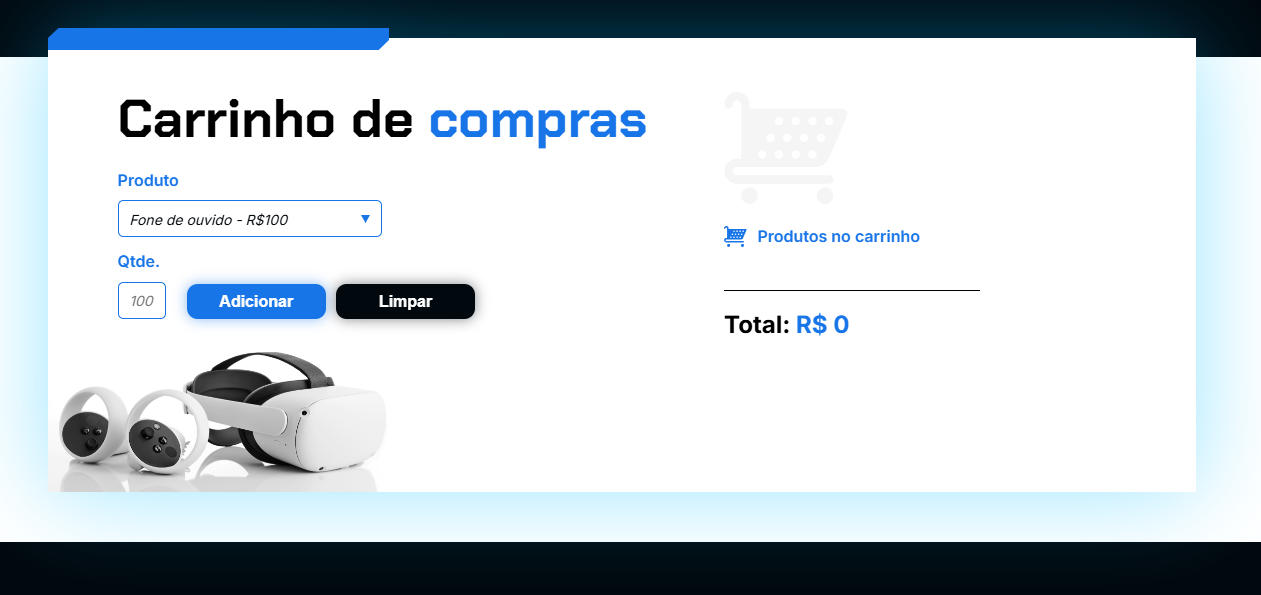 Carrinho de compras
Produto
Fone de ouvido - R$100
Qtde.
100
Adicionar
Limpar
Produtos no carrinho
Total: R$ 0